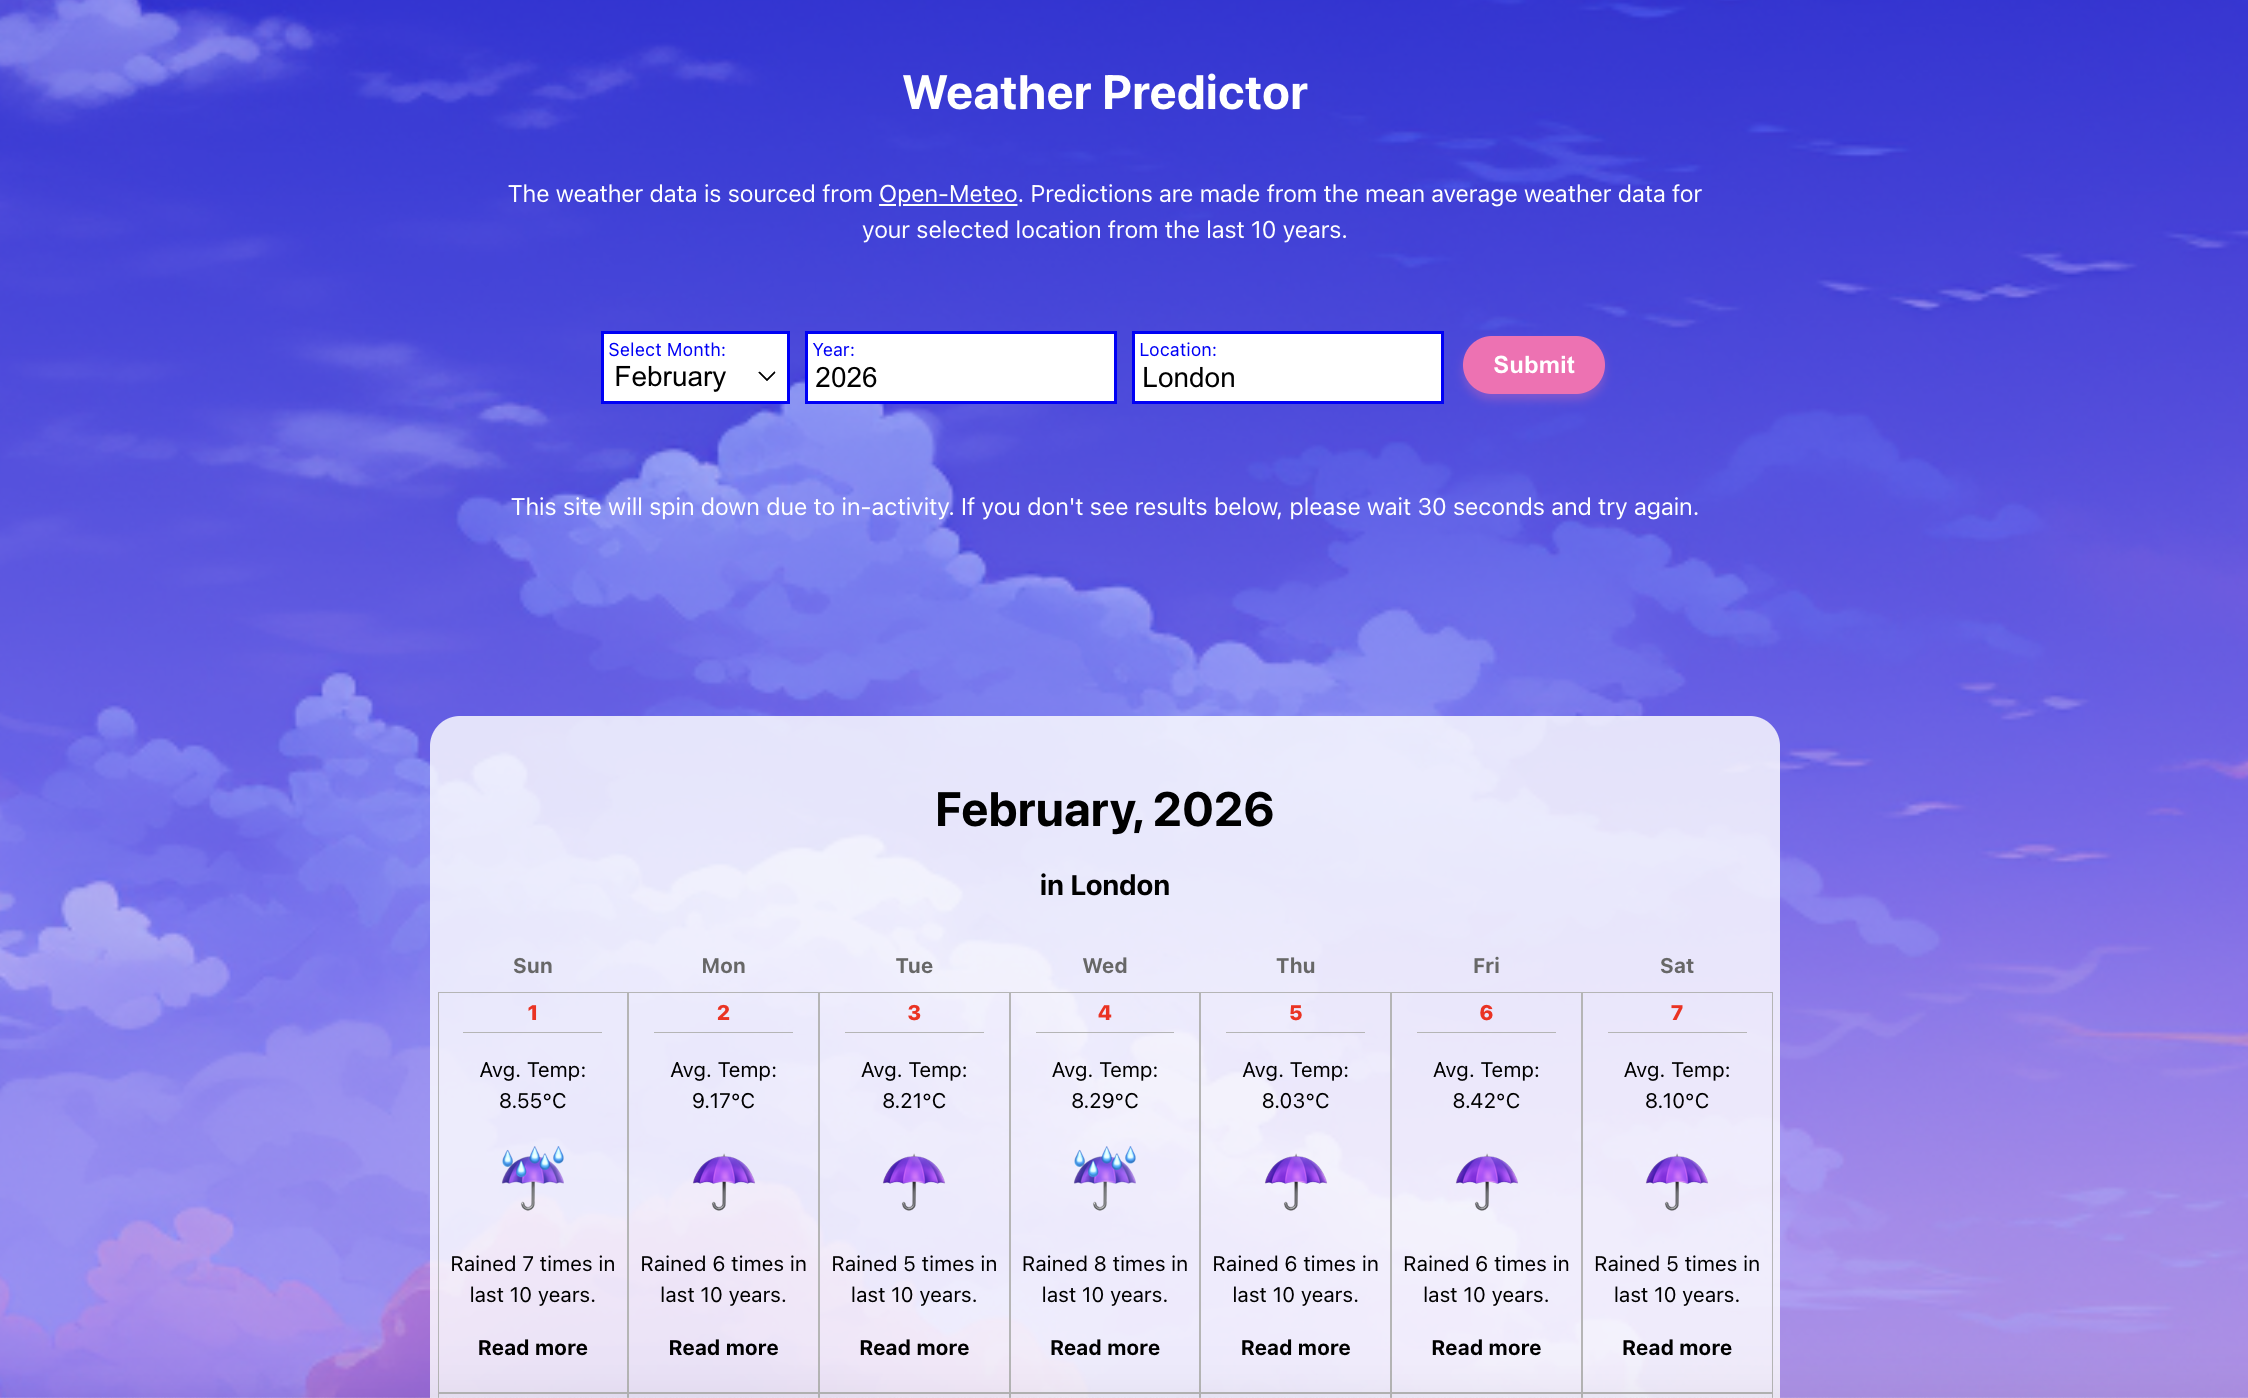 Weather Predictor
The weather data is sourced from Open-Meteo. Predictions are made from the mean average weather data for
your selected location from the last 10 years.
Select Month:
February
Year:
2026
Location:
London
Submit
This site will spin down due to in-activity. If you don't see results below, please wait 30 seconds and try again.
February, 2026
in London
Sun Mon Tue Wed Thu Fri Sat
1 2 3 4 5 6 7
Avg. Temp: Avg. Temp: Avg. Temp: Avg. Temp: Avg. Temp: Avg. Temp: Avg. Temp:
8.55°C 9.17°C 8.21°C 8.29°C 8.03°C 8.42°C 8.10°C
Rained 7 times in Rained 6 times in Rained 5 times in Rained 8 times in Rained 6 times in Rained 6 times in Rained 5 times in
last 10 years. last 10 years. last 10 years. last 10 years. last 10 years. last 10 years. last 10 years.
Read more Read more Read more Read more Read more Read more Read more